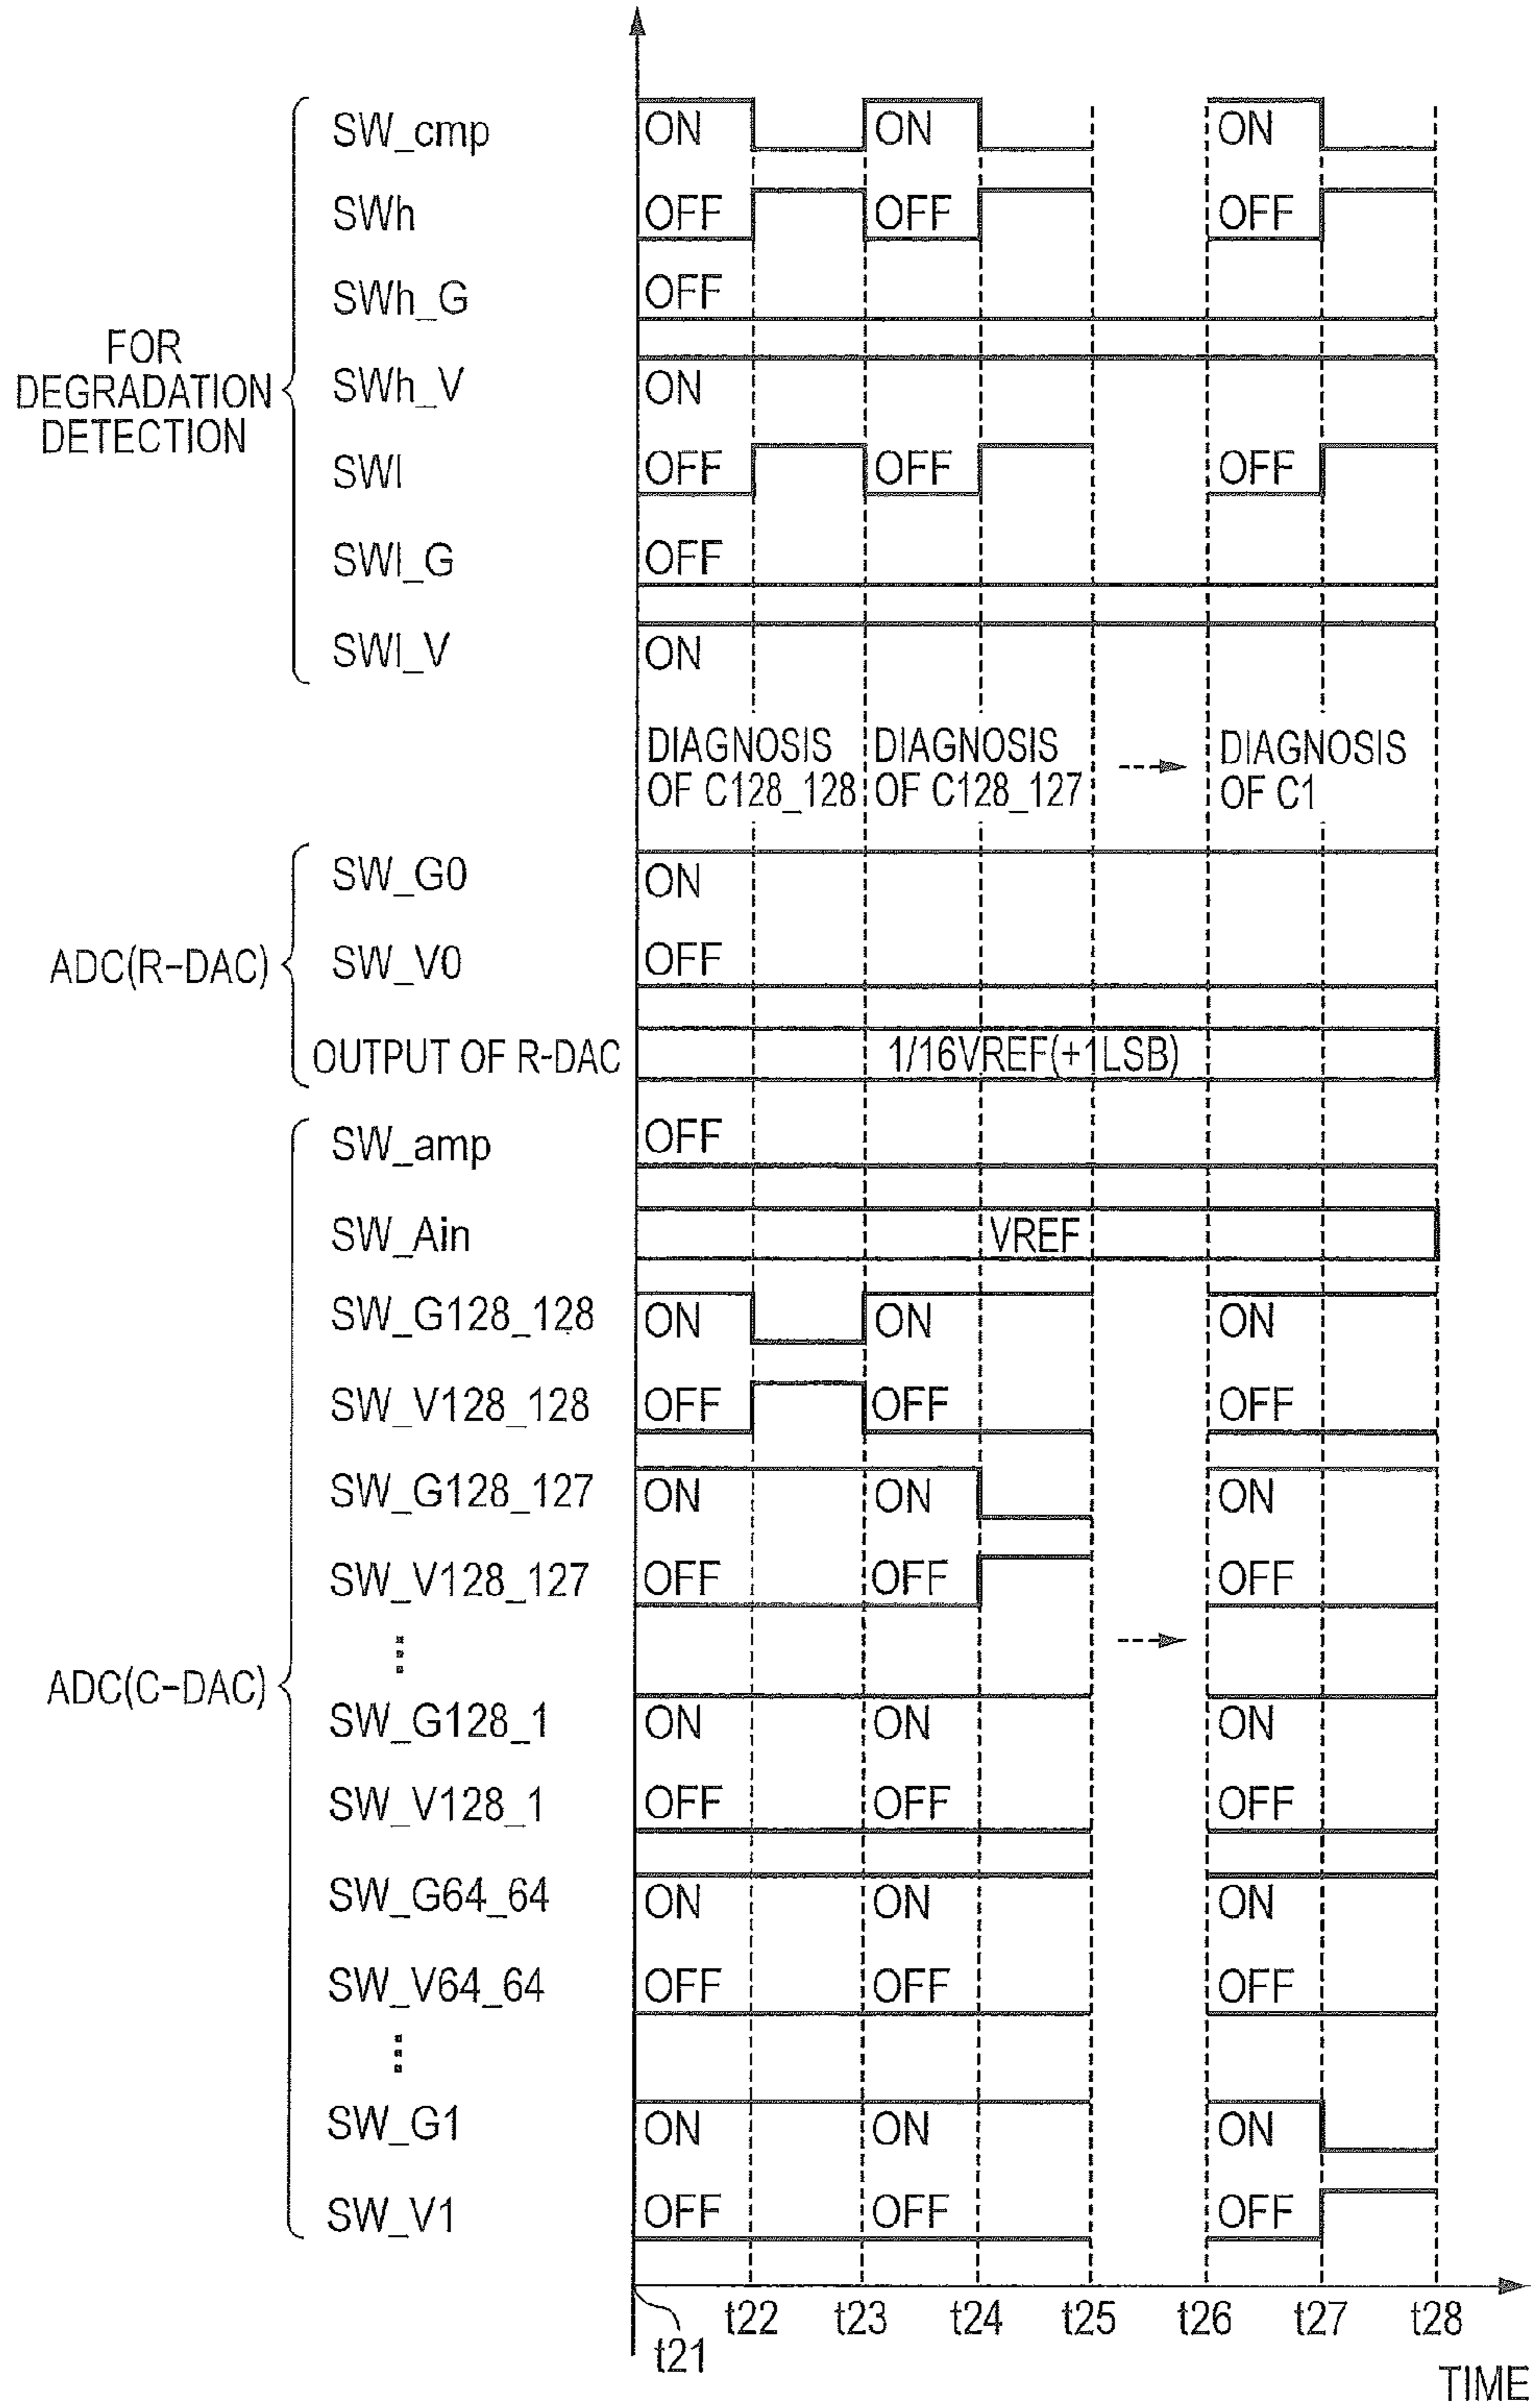 SW_cmp ON ON ON
SWh OFF OFF OFF
SWh_G OFF
FOR
DEGRADATION
DETECTION
SWh_V ON
SWl OFF OFF OFF
SWl_G OFF
SWl_V ON
DIAGNOSIS
OF C128_128
DIAGNOSIS
OF C128_127
DIAGNOSIS
OF C1
ADC(R-DAC)
SW_G0 ON
SW_V0 OFF
OUTPUT OF R-DAC 1/16VREF(+1LSB)
ADC(C-DAC)
SW_amp OFF
SW_Ain VREF
SW_G128_128 ON ON ON
SW_V128_128 OFF OFF OFF
SW_G128_127 ON ON ON
SW_V128_127 OFF OFF OFF
SW_G128_1 ON ON ON
SW_V128_1 OFF OFF OFF
SW_G64_64 ON ON ON
SW_V64_64 OFF OFF OFF
SW_G1 ON ON ON
SW_V1 OFF OFF OFF
t21 t22 t23 t24 t25 t26 t27 t28
TIME